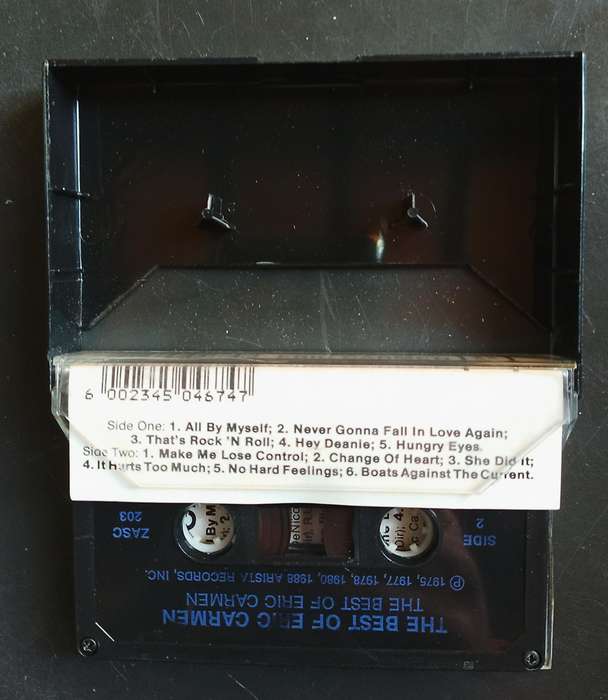 6 002345 046747
Side One: 1. All By Myself; 2. Never Gonna Fall In Love Again;
3. That's Rock 'N Roll; 4. Hey Deanie; 5. Hungry Eyes.
Side Two: 1. Make Me Lose Control; 2. Change Of Heart; 3. She Did It;
4. It Hurts Too Much; 5. No Hard Feelings; 6. Boats Against The Current.
ZASC
203
SIDE
2
℗ 1975, 1977, 1978, 1980, 1988 ARISTA RECORDS, INC.
THE BEST OF ERIC CARMEN
THE BEST OF ERIC CARMEN